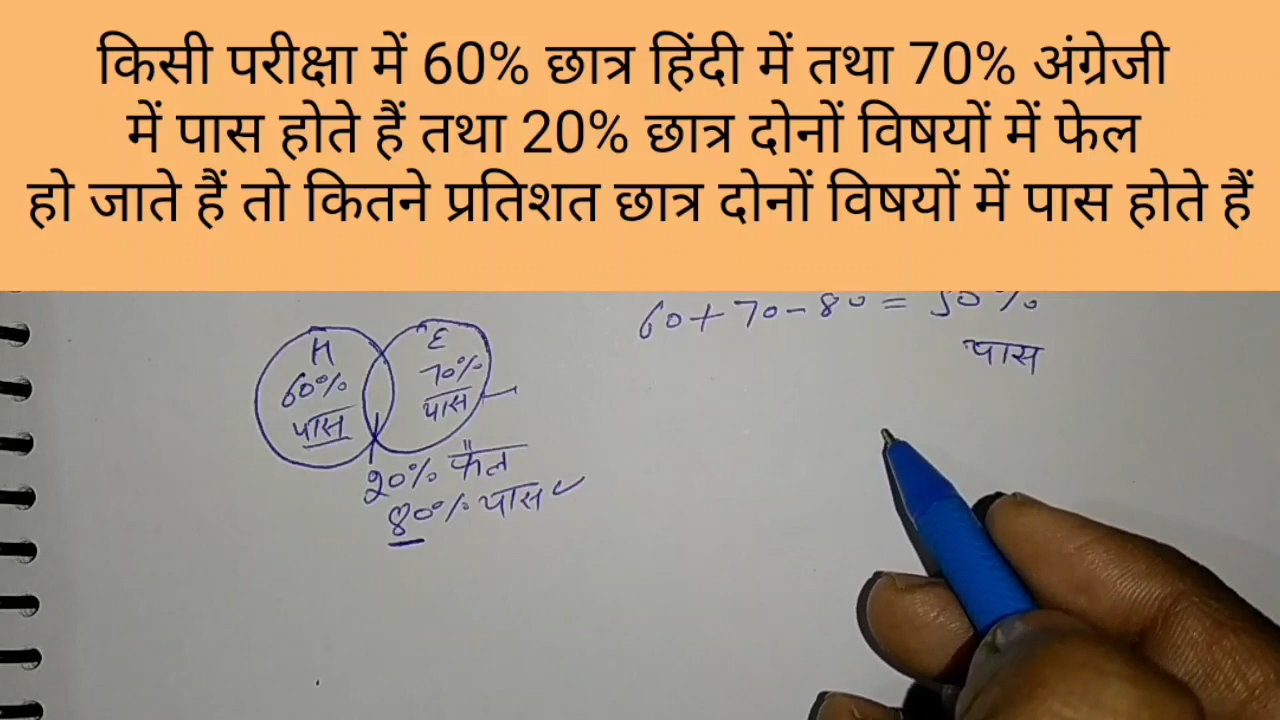 किसी परीक्षा में 60% छात्र हिंदी में तथा 70% अंग्रेजी
में पास होते हैं तथा 20% छात्र दोनों विषयों में फेल
हो जाते हैं तो कितने प्रतिशत छात्र दोनों विषयों में पास होते हैं
60+70-80= 50%
पास
H
60%
पास
E
70%
पास
20% फैल
80% पास